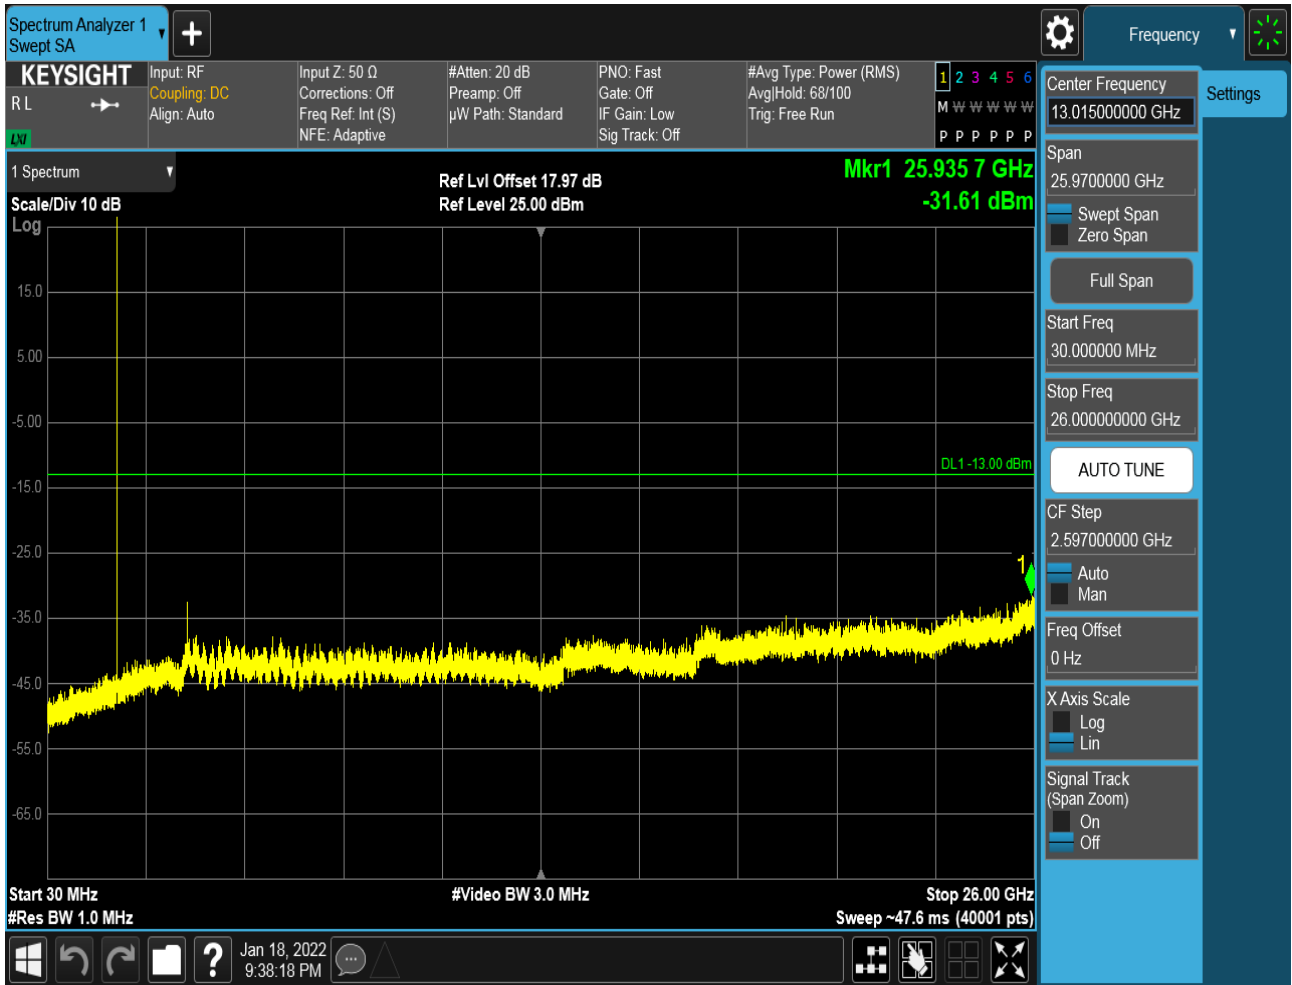 Spectrum Analyzer 1
Swept SA
Frequency
KEYSIGHT
R L
LXI
Input: RF
Coupling: DC
Align: Auto
Input Z: 50 Ω
Corrections: Off
Freq Ref: Int (S)
NFE: Adaptive
#Atten: 20 dB
Preamp: Off
µW Path: Standard
PNO: Fast
Gate: Off
IF Gain: Low
Sig Track: Off
#Avg Type: Power (RMS)
Avg|Hold: 68/100
Trig: Free Run
1 2 3 4 5 6
M W W W W W
P P P P P P
1 Spectrum
Scale/Div 10 dB
Log
Ref Lvl Offset 17.97 dB
Ref Level 25.00 dBm
Mkr1 25.935 7 GHz
-31.61 dBm
15.0
5.00
-5.00
DL1 -13.00 dBm
-15.0
-25.0
1
-35.0
-45.0
-55.0
-65.0
Start 30 MHz
#Res BW 1.0 MHz
#Video BW 3.0 MHz
Stop 26.00 GHz
Sweep ~47.6 ms (40001 pts)
Jan 18, 2022
9:38:18 PM
Center Frequency
13.015000000 GHz
Settings
Span
25.9700000 GHz
Swept Span
Zero Span
Full Span
Start Freq
30.000000 MHz
Stop Freq
26.000000000 GHz
AUTO TUNE
CF Step
2.597000000 GHz
Auto
Man
Freq Offset
0 Hz
X Axis Scale
Log
Lin
Signal Track
(Span Zoom)
On
Off